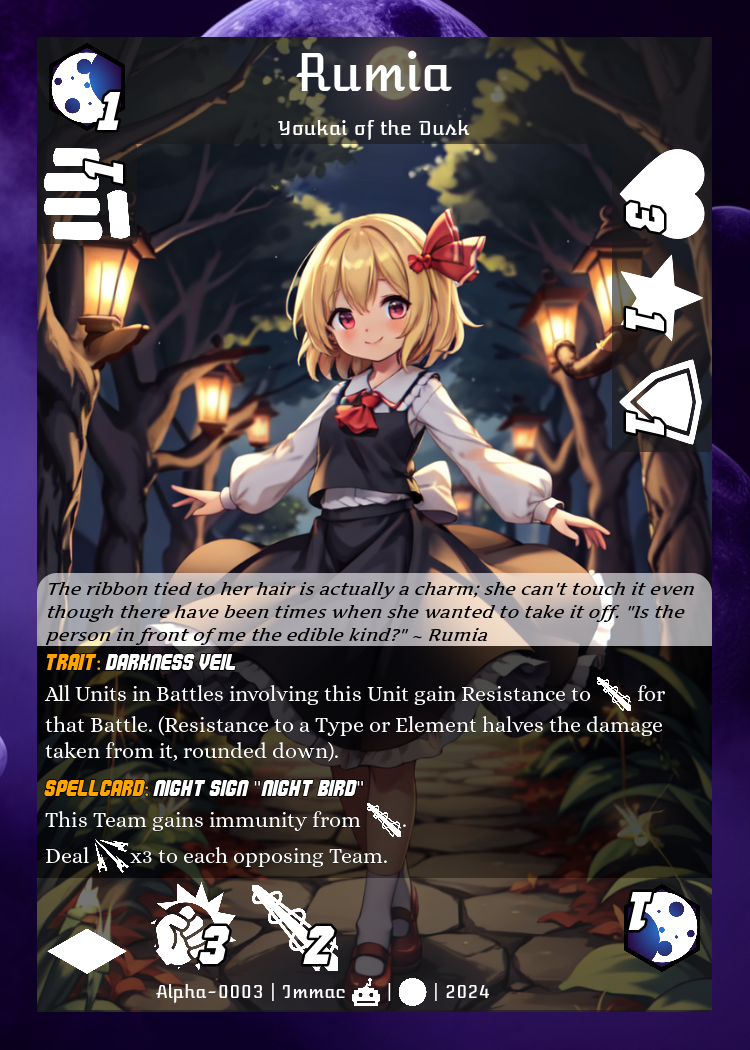 Rumia
Youkai of the Dusk
1
1
3
1
1
The ribbon tied to her hair is actually a charm; she can't touch it even
though there have been times when she wanted to take it off. "Is the
person in front of me the edible kind?" ~ Rumia
TRAIT: DARKNESS VEIL
All Units in Battles involving this Unit gain Resistance to for
that Battle. (Resistance to a Type or Element halves the damage
taken from it, rounded down).
SPELLCARD: NIGHT SIGN "NIGHT BIRD"
This Team gains immunity from .
Deal x3 to each opposing Team.
3
2
1
Alpha-0003 | Immac | | 2024